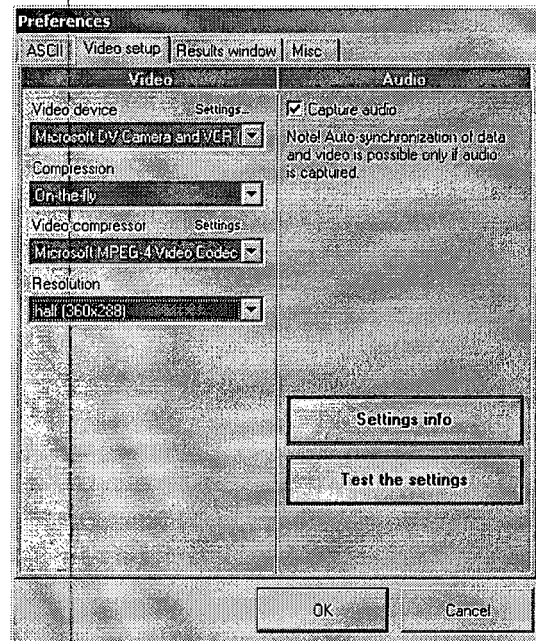 Preferences
ASCII Video setup Results window Misc
Video
Video device Settings...
Microsoft DV Camera and VCR (
Compression
On-the-fly
Video compressor Settings...
Microsoft MPEG-4 Video Codec
Resolution
half (360x288)
Audio
Capture audio
Note! Auto-synchronization of data
and video is possible only if audio
is captured.
Settings info
Test the settings
OK Cancel